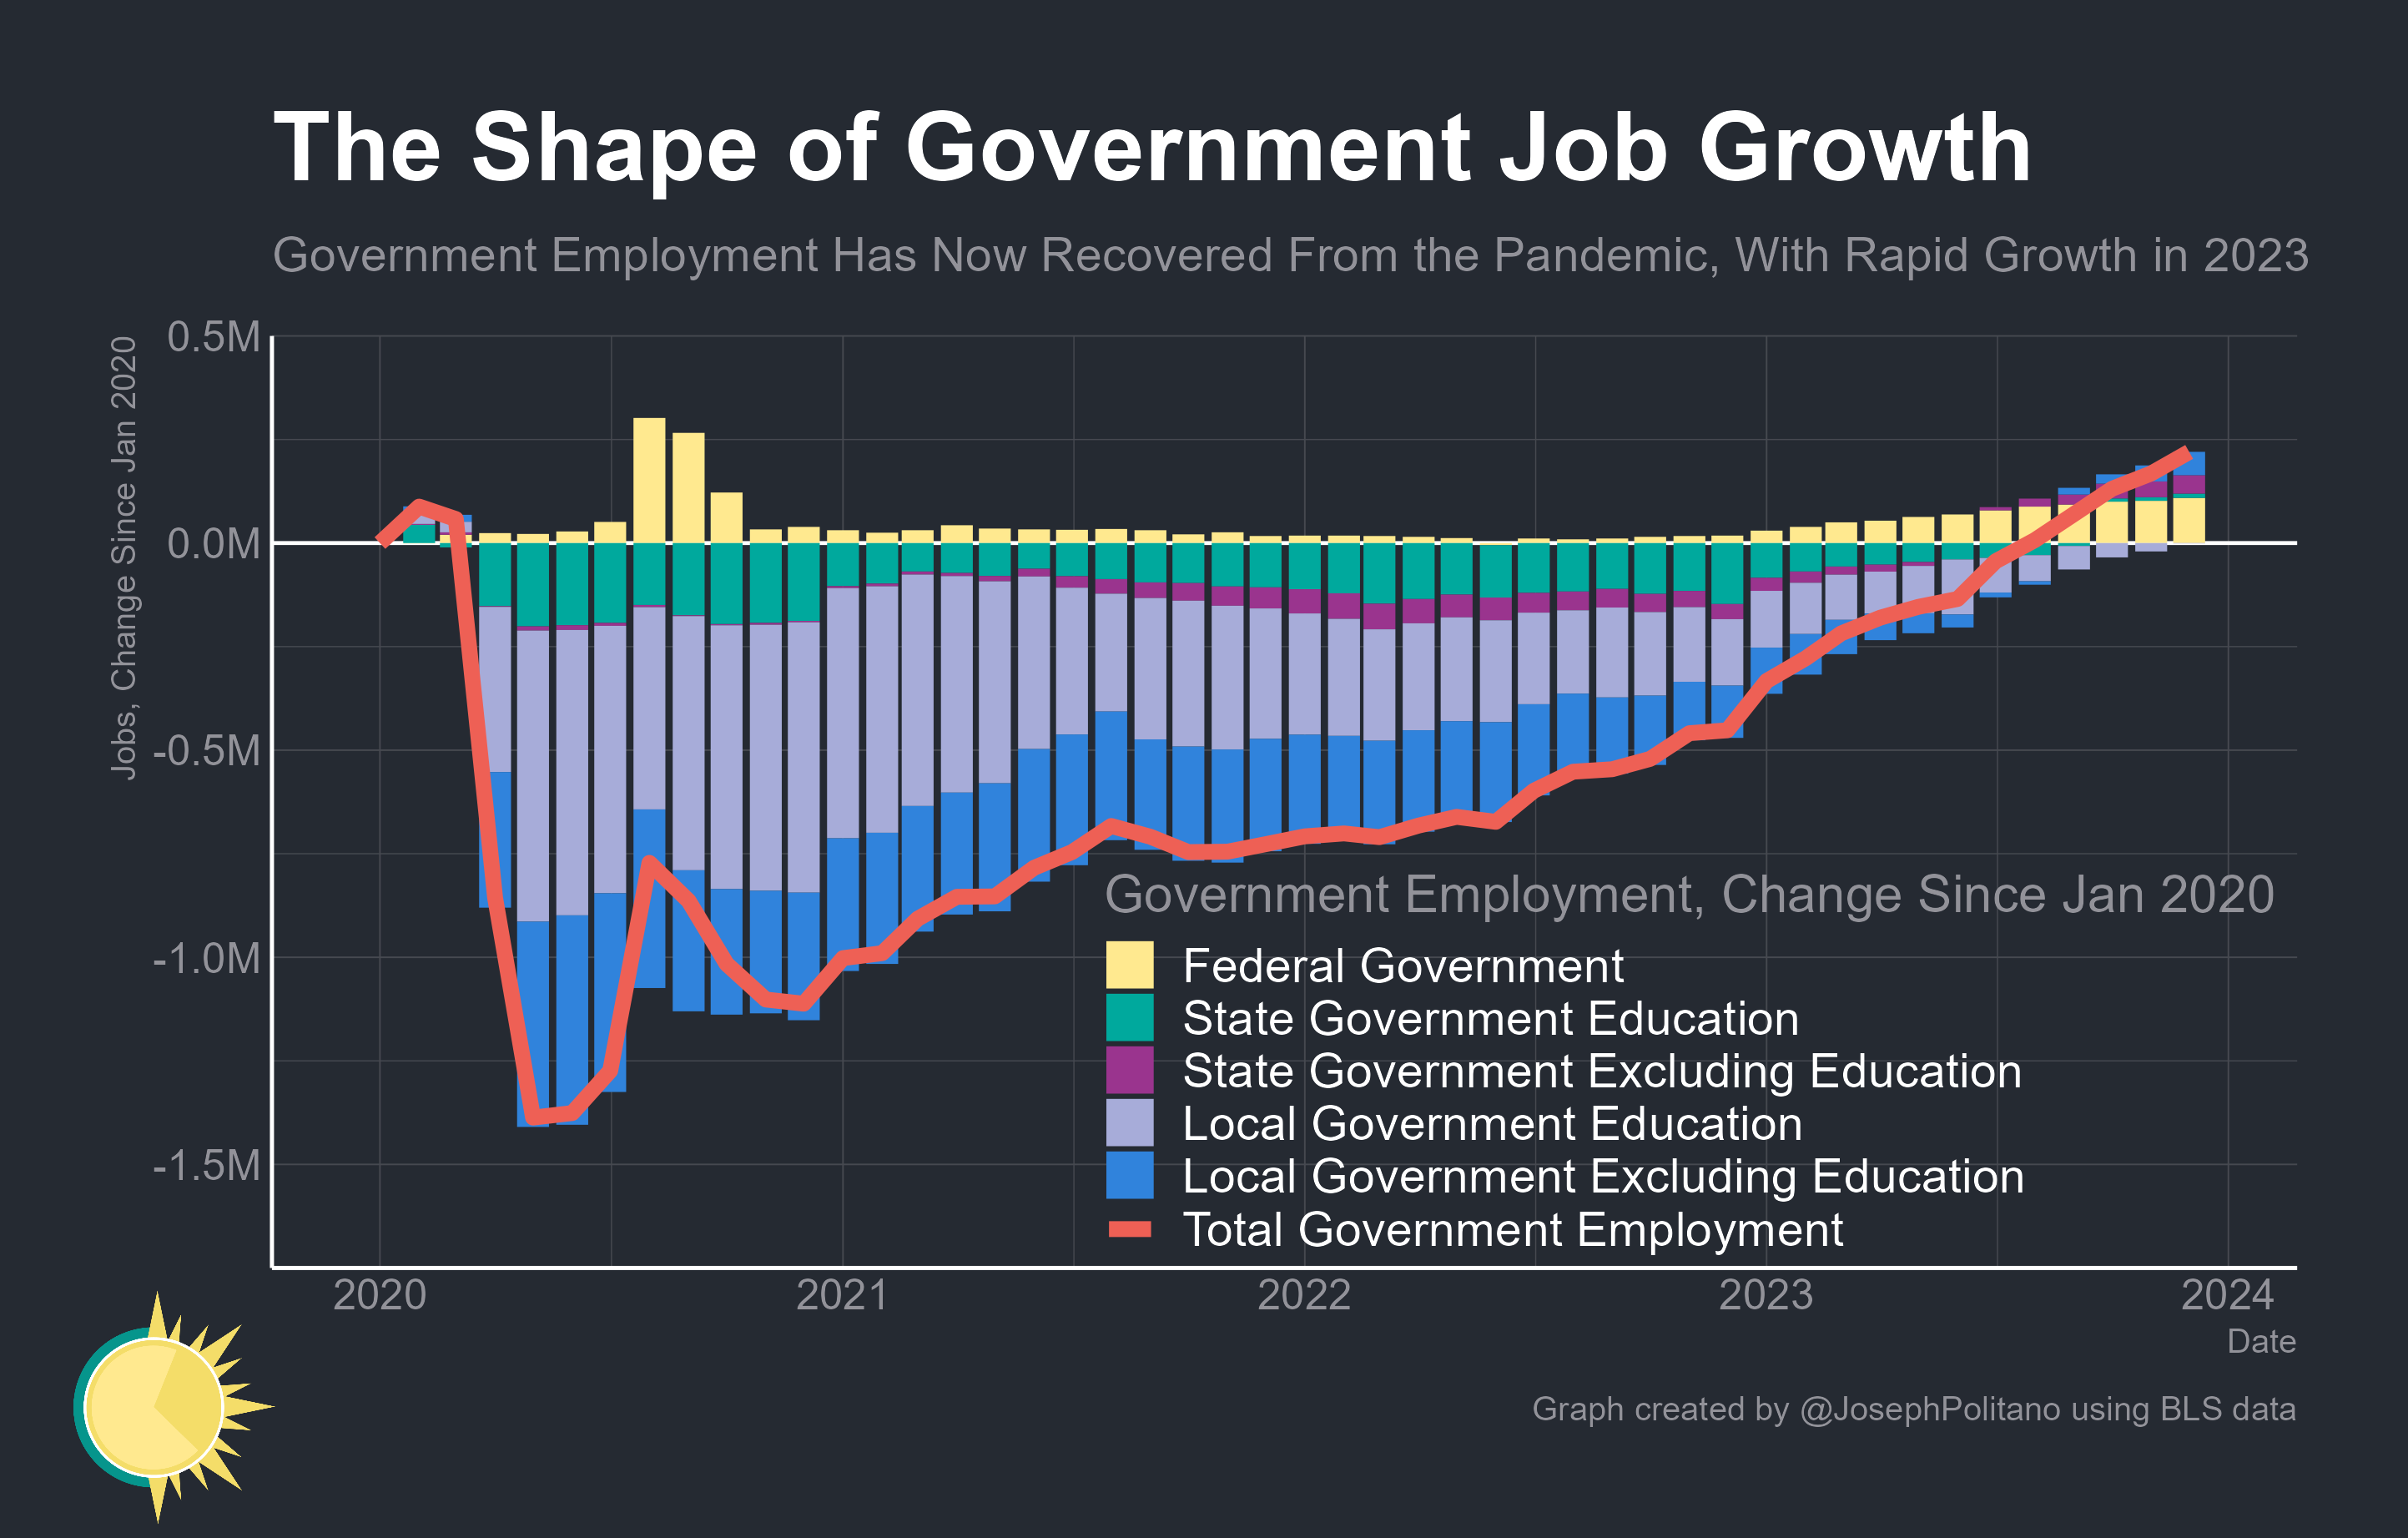 The Shape of Government Job Growth
Government Employment Has Now Recovered From the Pandemic, With Rapid Growth in 2023
Jobs, Change Since Jan 2020
0.5M
0.0M
-0.5M
-1.0M
-1.5M
Government Employment, Change Since Jan 2020
Federal Government
State Government Education
State Government Excluding Education
Local Government Education
Local Government Excluding Education
Total Government Employment
2020 2021 2022 2023 2024
Date
Graph created by @JosephPolitano using BLS data